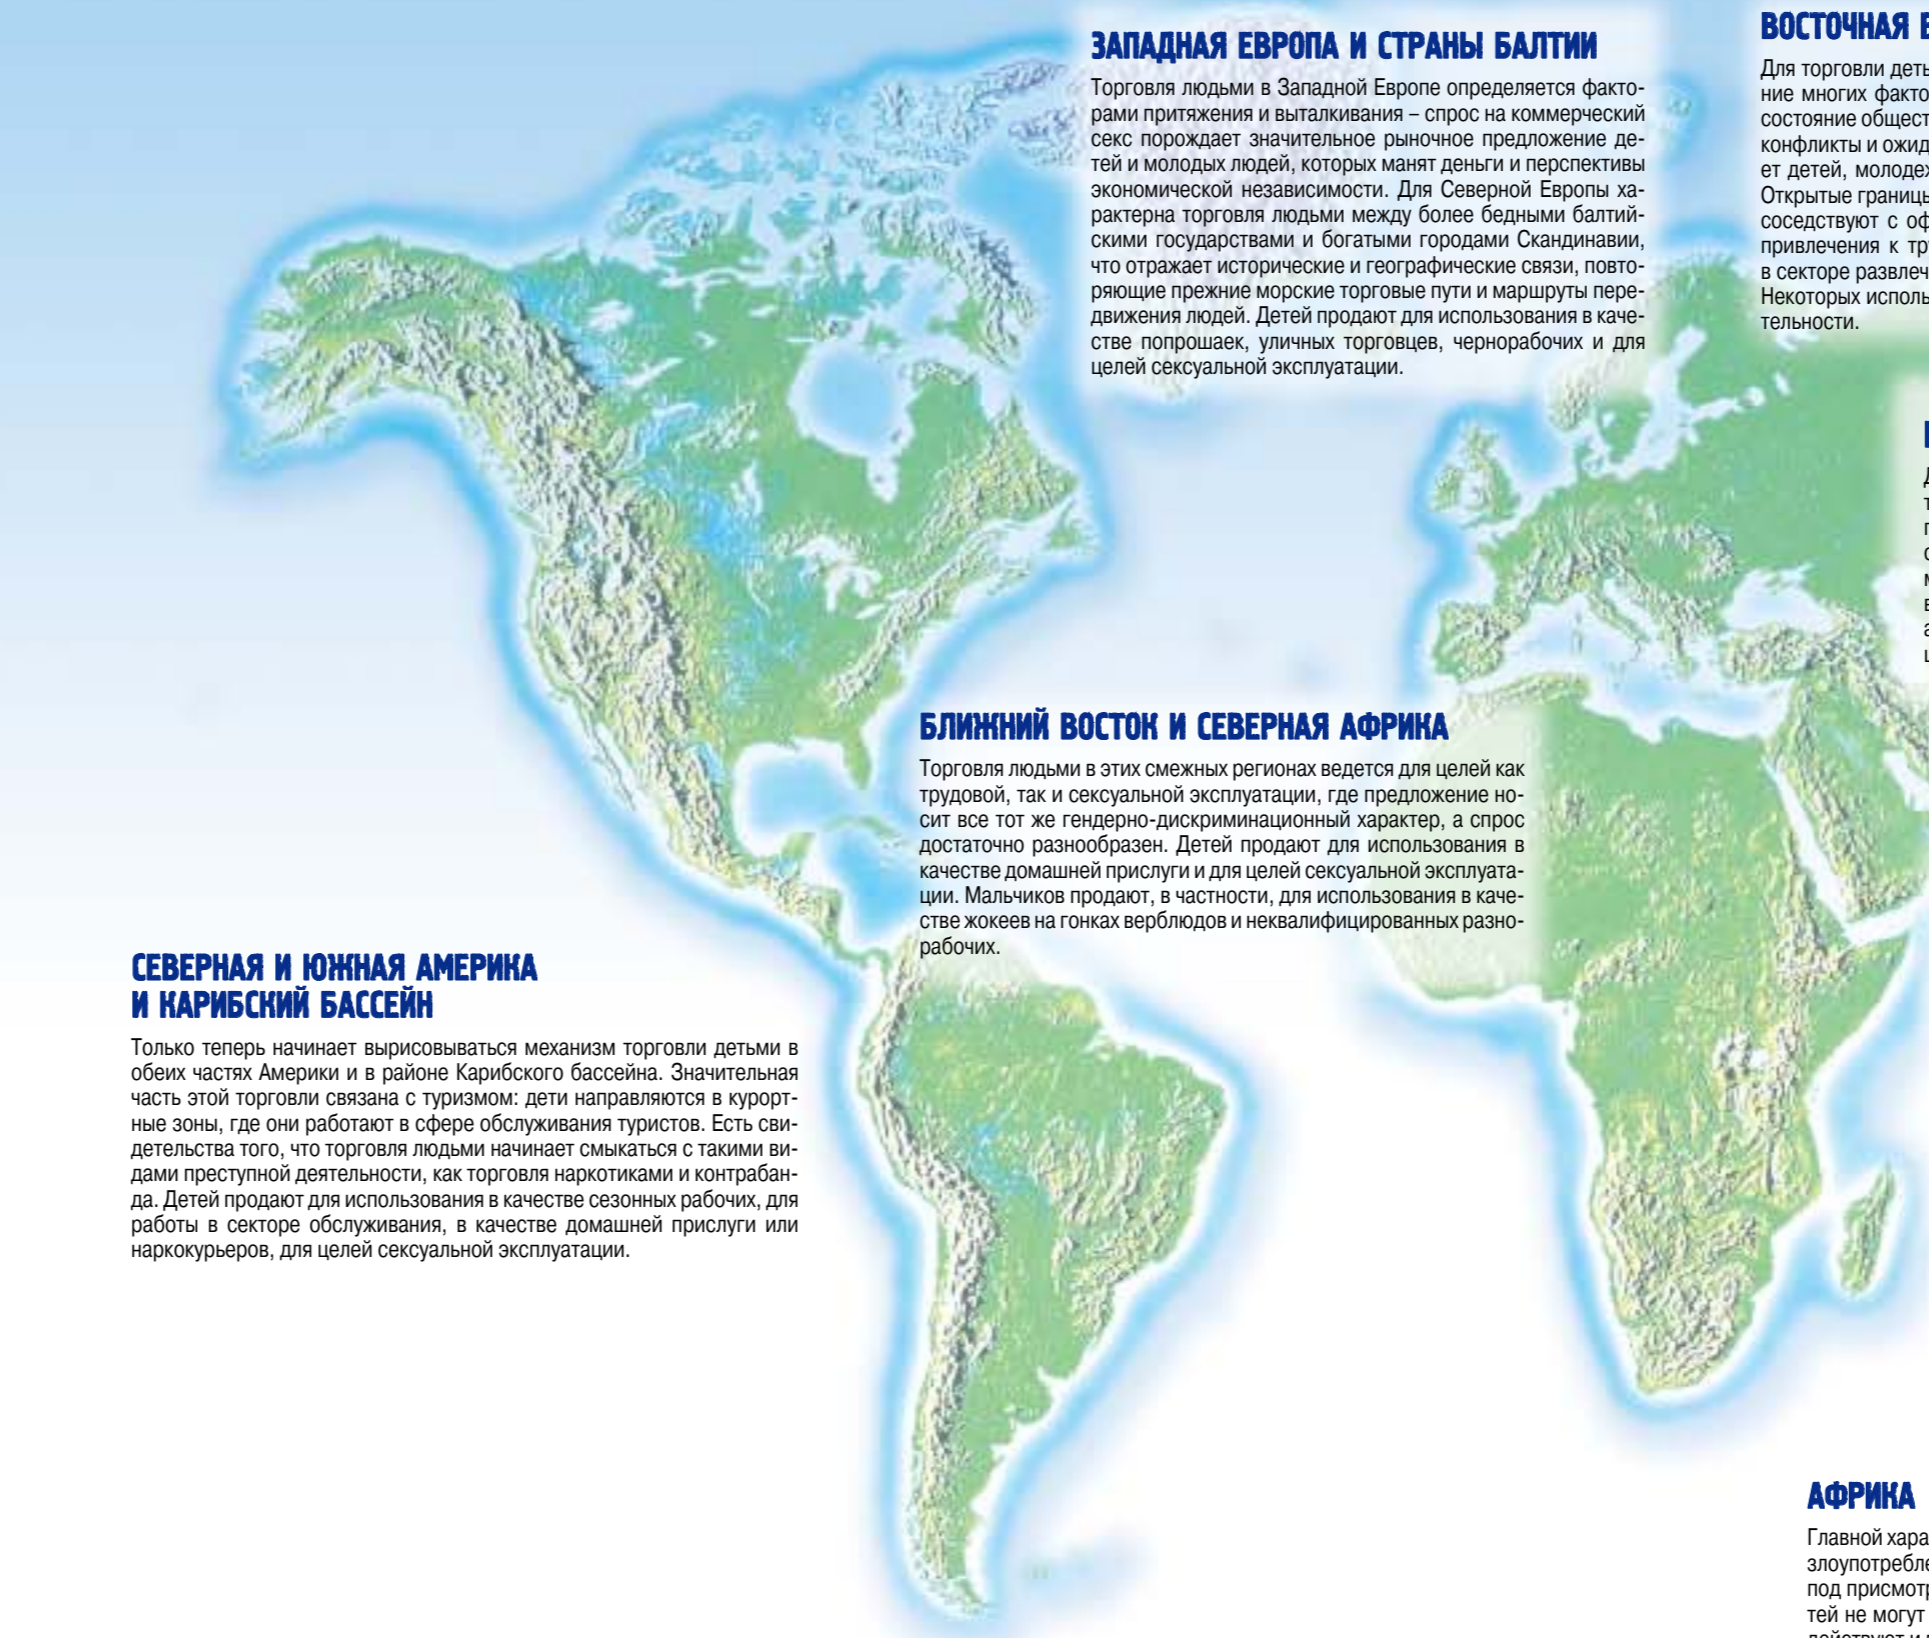 ЗАПАДНАЯ ЕВРОПА И СТРАНЫ БАЛТИИ
Торговля людьми в Западной Европе определяется факто-
рами притяжения и выталкивания – спрос на коммерческий
секс порождает значительное рыночное предложение де-
тей и молодых людей, которых манят деньги и перспективы
экономической независимости. Для Северной Европы ха-
рактерна торговля людьми между более бедными балтий-
скими государствами и богатыми городами Скандинавии,
что отражает исторические и географические связи, повто-
ряющие прежние морские торговые пути и маршруты пере-
движения людей. Детей продают для использования в каче-
стве попрошаек, уличных торговцев, чернорабочих и для
целей сексуальной эксплуатации.
ВОСТОЧНАЯ
Для торговли
ние многих
состояние
конфликты и
ет детей,
Открытые границы
соседствуют с
привлечения к
в секторе
Некоторых
тельности.
БЛИЖНИЙ ВОСТОК И СЕВЕРНАЯ АФРИКА
Торговля людьми в этих смежных регионах ведется для целей как
трудовой, так и сексуальной эксплуатации, где предложение но-
сит все тот же гендерно-дискриминационный характер, а спрос
достаточно разнообразен. Детей продают для использования в
качестве домашней прислуги и для целей сексуальной эксплуата-
ции. Мальчиков продают, в частности, для использования в каче-
стве жокеев на гонках верблюдов и неквалифицированных разно-
рабочих.
СЕВЕРНАЯ И ЮЖНАЯ АМЕРИКА
И КАРИБСКИЙ БАССЕЙН
Только теперь начинает вырисовываться механизм торговли детьми в
обеих частях Америки и в районе Карибского бассейна. Значительная
часть этой торговли связана с туризмом: дети направляются в курорт-
ные зоны, где они работают в сфере обслуживания туристов. Есть сви-
детельства того, что торговля людьми начинает смыкаться с такими ви-
дами преступной деятельности, как торговля наркотиками и контрабан-
да. Детей продают для использования в качестве сезонных рабочих, для
работы в секторе обслуживания, в качестве домашней прислуги или
наркокурьеров, для целей сексуальной эксплуатации.
АФРИКА
Главной
под
тей не могут